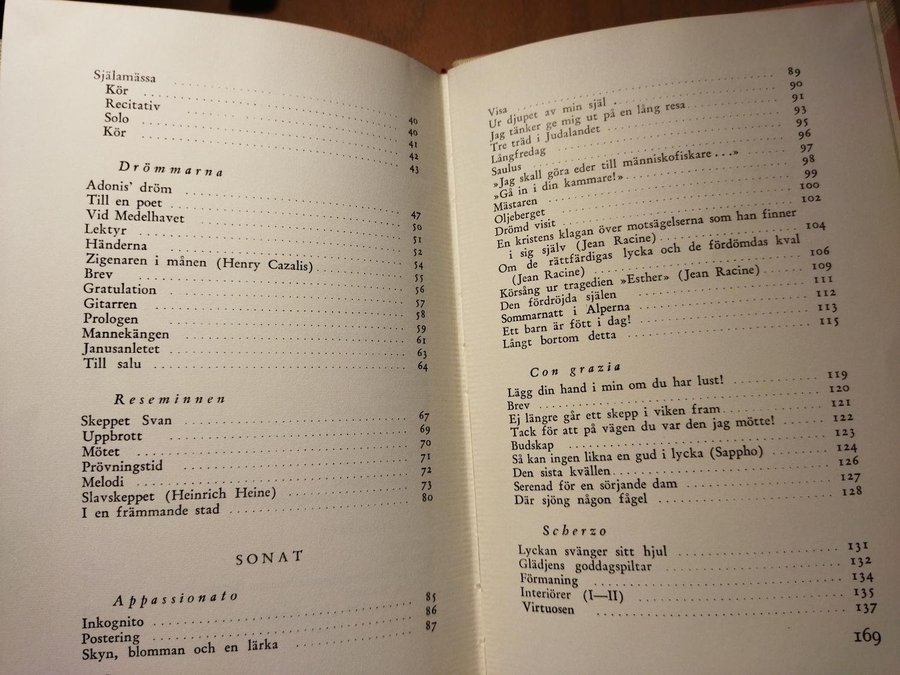 Själamässa 40
Kör 40
Recitativ 41
Solo 42
Kör 43
Drömmarna
Adonis' dröm 47
Till en poet 50
Vid Medelhavet 51
Lektyr 52
Händerna 54
Zigenaren i månen (Henry Cazalis) 55
Brev 56
Gratulation 57
Gitarren 58
Prologen 59
Mannekängen 61
Janusanletet 63
Till salu 64
Reseminnen
Skeppet Svan 67
Uppbrott 69
Mötet 70
Prövningstid 71
Melodi 72
Slavskeppet (Heinrich Heine) 73
I en främmande stad 80
SONAT
Appassionato
Inkognito 85
Postering 86
Skyn, blomman och en lärka 87
Visa 89
Ur djupet av min själ 90
Jag tänker ge mig ut på en lång resa 91
Tre träd i Judalandet 93
Långfredag 95
Saulus 96
»Jag skall göra eder till människofiskare...» 97
»Gå in i din kammare!» 98
Mästaren 99
Oljeberget 100
Drömd visit 102
En kristens klagan över motsägelserna som han finner
i sig själv (Jean Racine) 104
Om de rättfärdigas lycka och de fördömdas kval
(Jean Racine) 106
Körsång ur tragedien »Esther» (Jean Racine) 109
Den fördröjda själen 111
Sommarnatt i Alperna 112
Ett barn är fött i dag! 113
Långt bortom detta 115
Con grazia
Lägg din hand i min om du har lust! 119
Brev 120
Ej längre går ett skepp i viken fram 121
Tack för att på vägen du var den jag mötte! 122
Budskap 123
Så kan ingen likna en gud i lycka (Sappho) 124
Den sista kvällen 126
Serenad för en sörjande dam 127
Där sjöng någon fågel 128
Scherzo
Lyckan svänger sitt hjul 131
Glädjens goddagspiltar 132
Förmaning 134
Interiörer (I—II) 135
Virtuosen 137
169